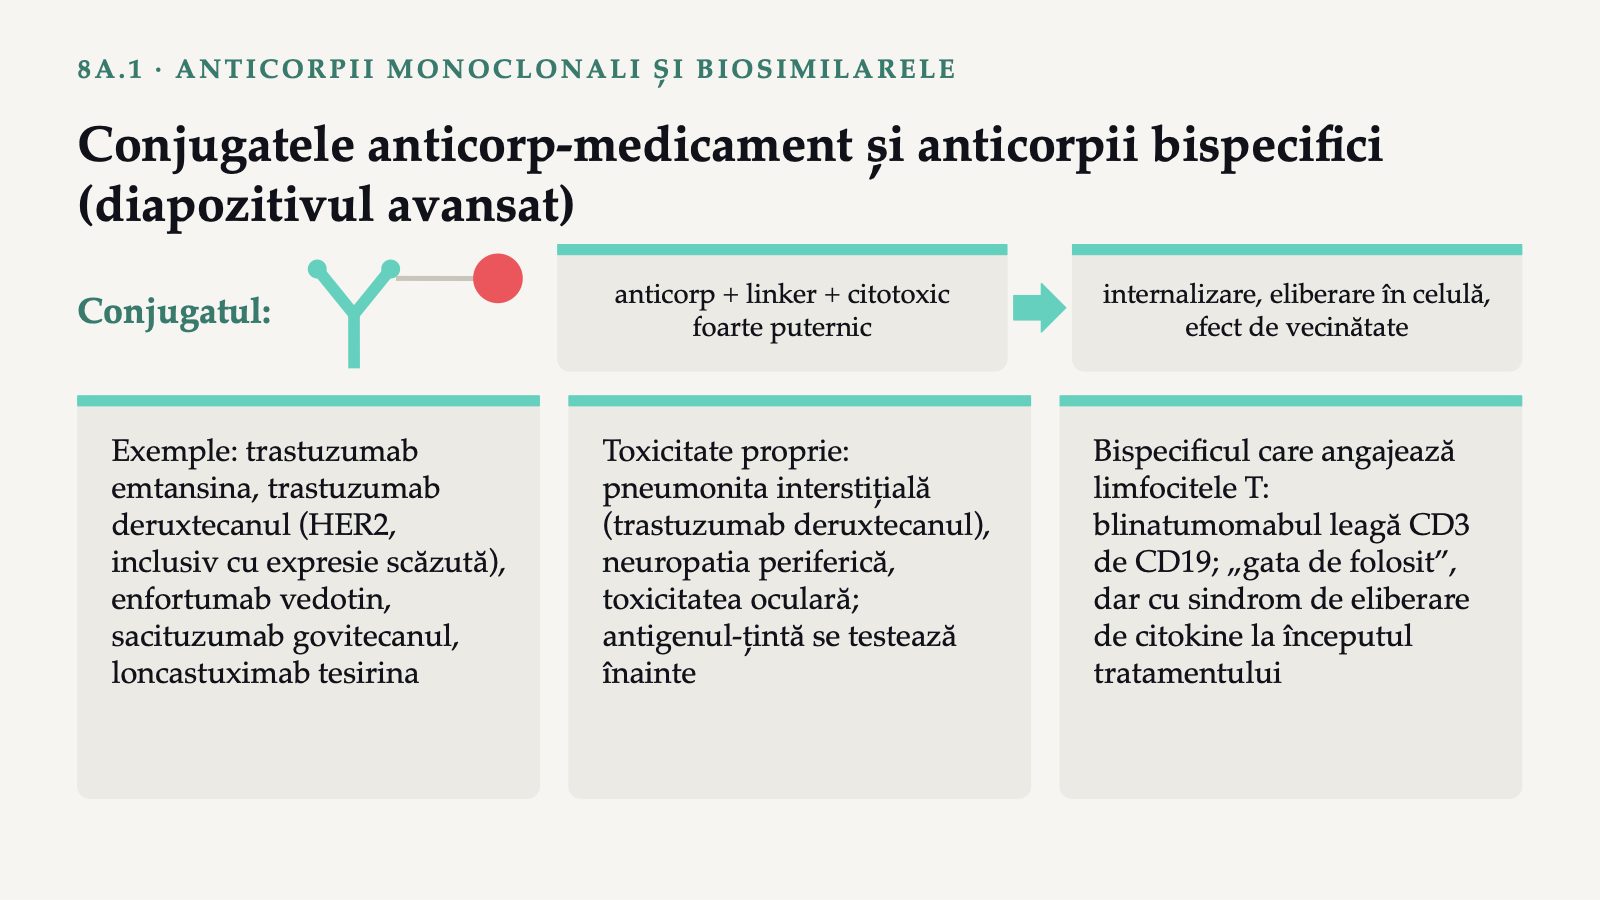 8A.1 · ANTICORPII MONOCLONALI ȘI BIOSIMILARELE
Conjugatele anticorp-medicament și anticorpii bispecifici
(diapozitivul avansat)
Conjugatul:
anticorp + linker + citotoxic
foarte puternic
internalizare, eliberare în celulă,
efect de vecinătate
Exemple: trastuzumab
emtansina, trastuzumab
deruxtecanul (HER2,
inclusiv cu expresie scăzută),
enfortumab vedotin,
sacituzumab govitecanul,
loncastuximab tesirina
Toxicitate proprie:
pneumonita interstițială
(trastuzumab deruxtecanul),
neuropatia periferică,
toxicitatea oculară;
antigenul-țintă se testează
înainte
Bispecificul care angajează
limfocitele T:
blinatumomabul leagă CD3
de CD19; „gata de folosit”,
dar cu sindrom de eliberare
de citokine la începutul
tratamentului